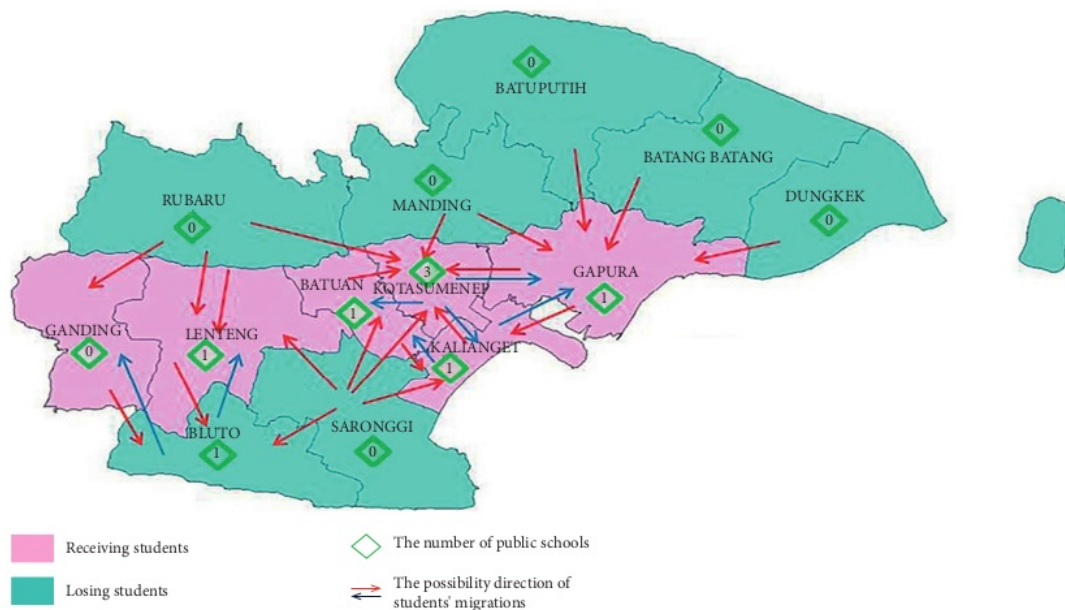 0
BATUPUTIH
0
BATANG BATANG
0
MANDING
DUNGKEK
0
RUBARU
0
3
KOTASUMENEP
GAPURA
1
BATUAN
1
GANDING
0
LENTENG
1
KALIANGET
1
BLUTO
1
SARONGGI
0
Receiving students
Losing students
The number of public schools
The possibility direction of
students' migrations